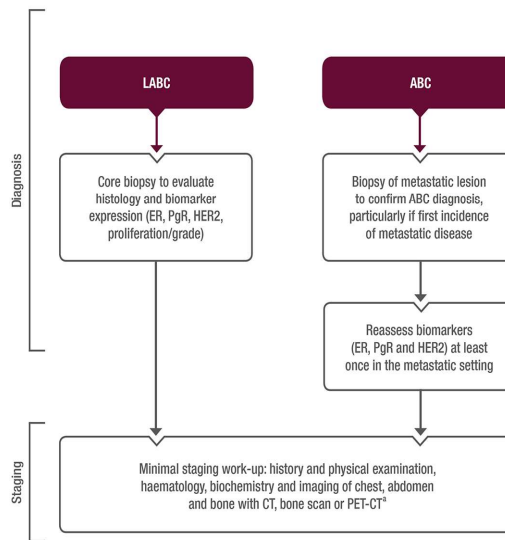 Diagnosis
LABC
ABC
Core biopsy to evaluate
histology and biomarker
expression (ER, PgR, HER2,
proliferation/grade)
Biopsy of metastatic lesion
to confirm ABC diagnosis,
particularly if first incidence
of metastatic disease
Reassess biomarkers
(ER, PgR and HER2) at least
once in the metastatic setting
Staging
Minimal staging work-up: history and physical examination,
haematology, biochemistry and imaging of chest, abdomen
and bone with CT, bone scan or PET-CTᵃ